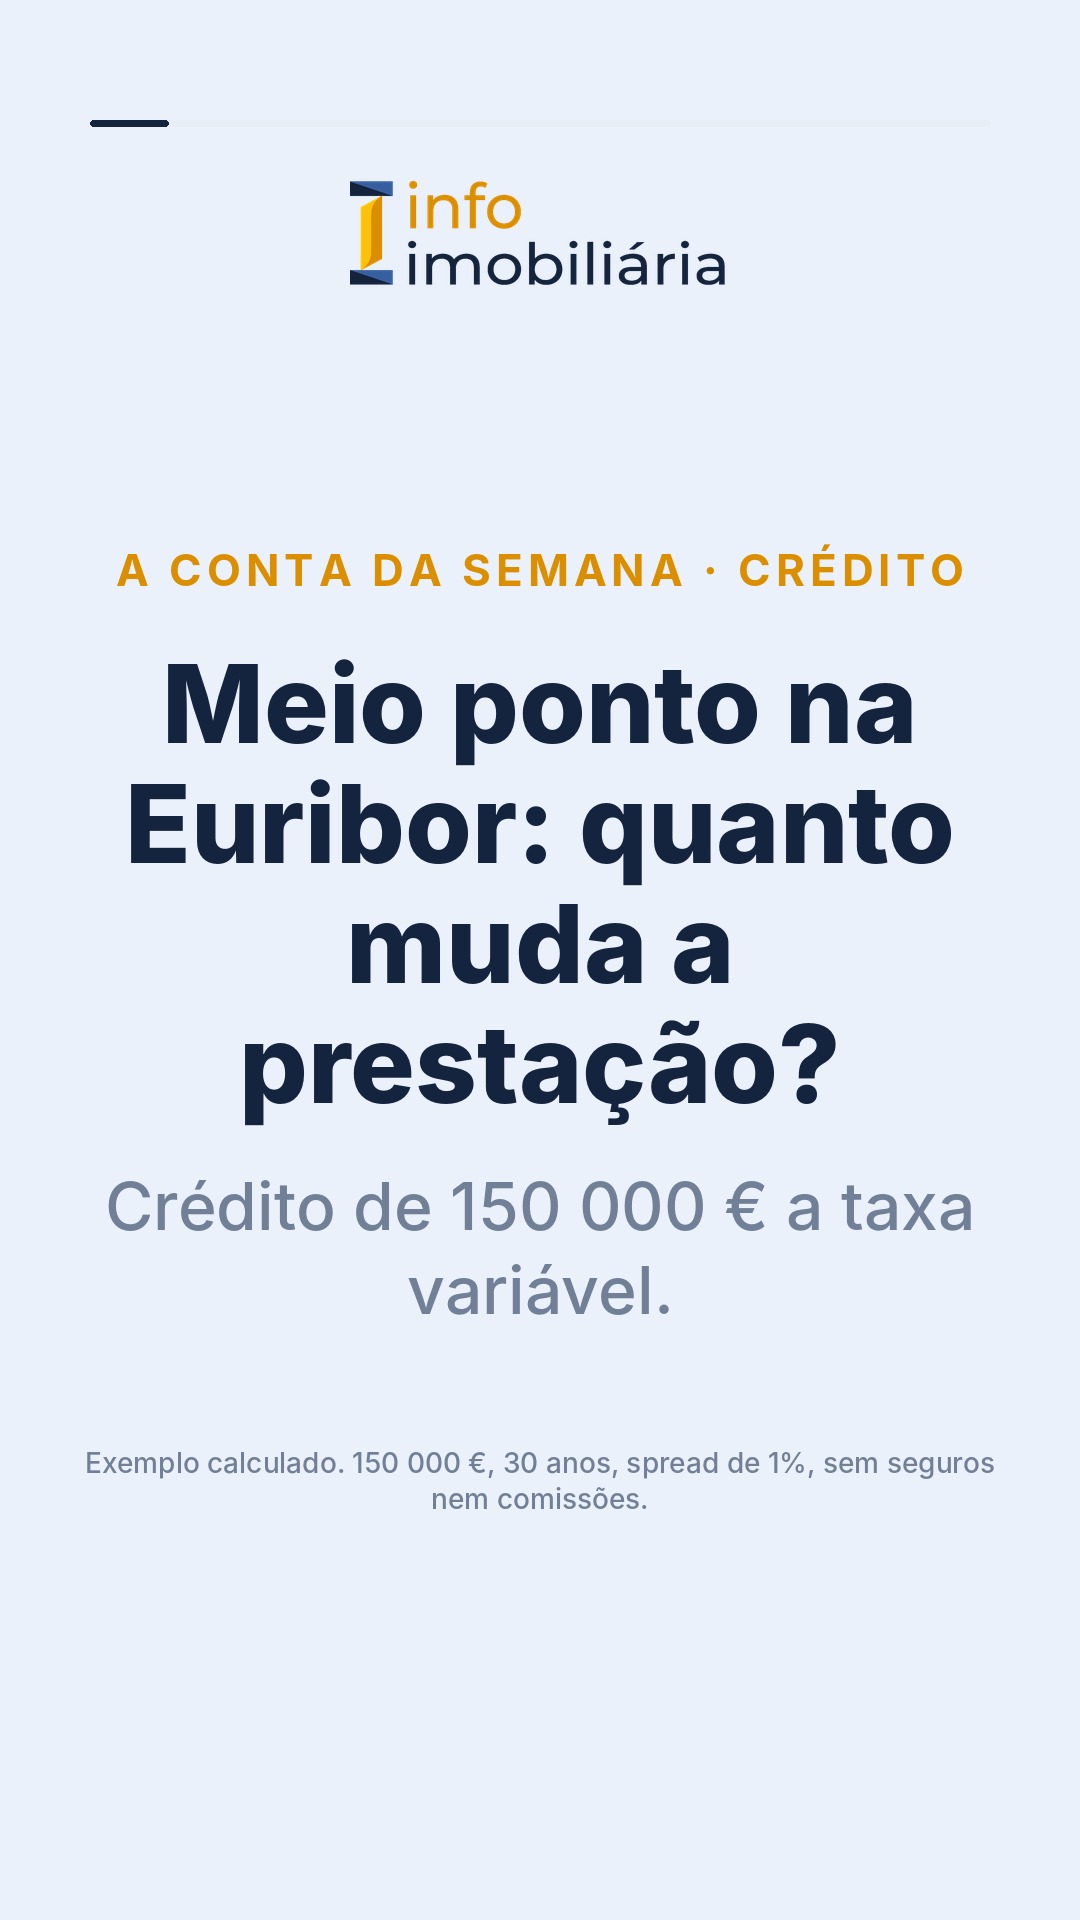 info
imobiliária
A CONTA DA SEMANA · CRÉDITO
Meio ponto na
Euribor: quanto
muda a
prestação?
Crédito de 150 000 € a taxa
variável.
Exemplo calculado. 150 000 €, 30 anos, spread de 1%, sem seguros
nem comissões.